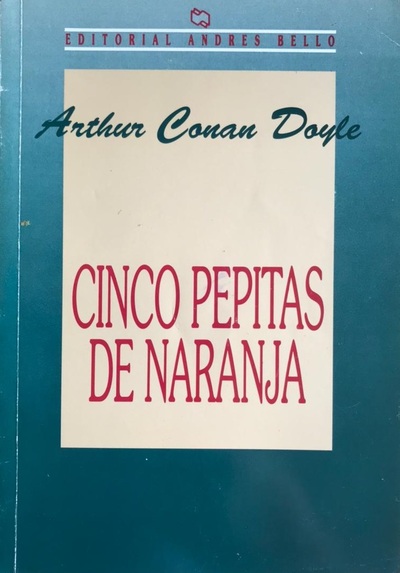 EDITORIAL ANDRES BELLO
Arthur Conan Doyle
CINCO PEPITAS
DE NARANJA